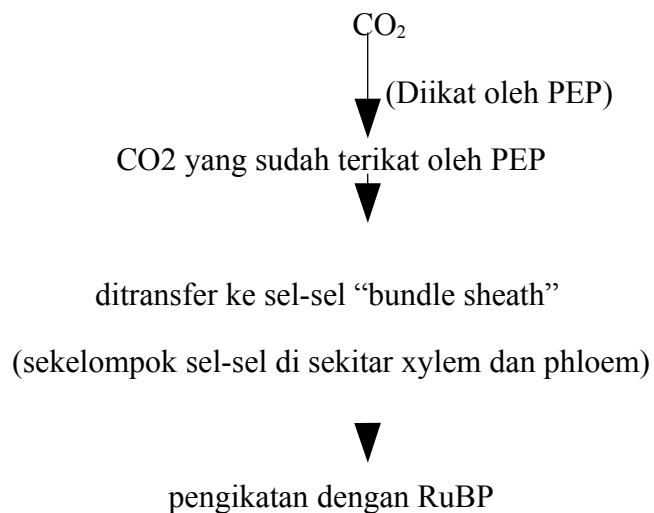 CO₂
(Diikat oleh PEP)
CO2 yang sudah terikat oleh PEP
ditransfer ke sel-sel “bundle sheath”
(sekelompok sel-sel di sekitar xylem dan phloem)
pengikatan dengan RuBP